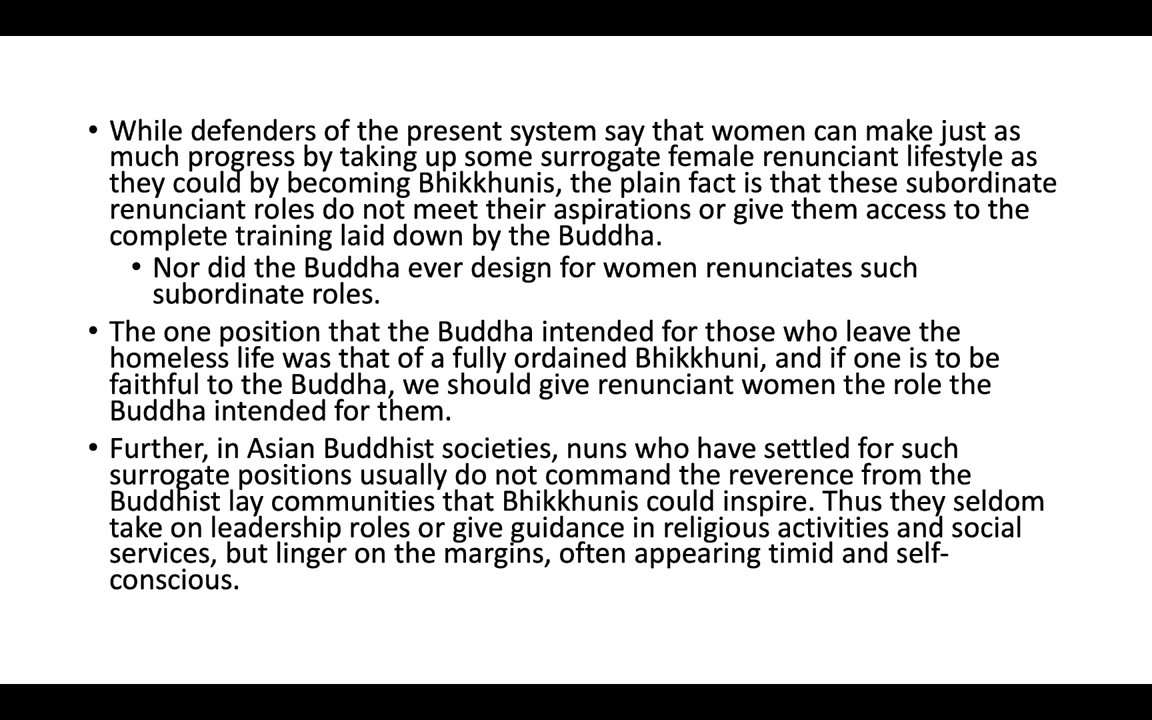 • While defenders of the present system say that women can make just as
much progress by taking up some surrogate female renunciant lifestyle as
they could by becoming Bhikkhunis, the plain fact is that these subordinate
renunciant roles do not meet their aspirations or give them access to the
complete training laid down by the Buddha.
• Nor did the Buddha ever design for women renunciates such
subordinate roles.
• The one position that the Buddha intended for those who leave the
homeless life was that of a fully ordained Bhikkhuni, and if one is to be
faithful to the Buddha, we should give renunciant women the role the
Buddha intended for them.
• Further, in Asian Buddhist societies, nuns who have settled for such
surrogate positions usually do not command the reverence from the
Buddhist lay communities that Bhikkhunis could inspire. Thus they seldom
take on leadership roles or give guidance in religious activities and social
services, but linger on the margins, often appearing timid and self-
conscious.